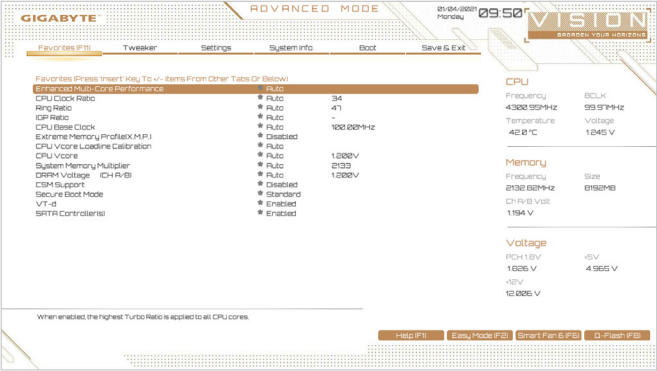 GIGABYTE™
ADVANCED MODE
01/04/2021 Monday 09:50
VISION
BROADEN YOUR HORIZONS
Favorites (F11) Tweaker Settings System Info. Boot Save & Exit
Favorites (Press 'Insert' Key To +/- Items From Other Tabs Or Below)
Enhanced Multi-Core Performance ★ Auto
CPU Clock Ratio ★ Auto 34
Ring Ratio ★ Auto 47
IGP Ratio ★ Auto -
CPU Base Clock ★ Auto 100.00MHz
Extreme Memory Profile(X.M.P.) ★ Disabled
CPU Vcore Loadline Calibration ★ Auto
CPU Vcore ★ Auto 1.200V
System Memory Multiplier ★ Auto 2133
DRAM Voltage (CH A/B) ★ Auto 1.200V
CSM Support ★ Disabled
Secure Boot Mode ★ Standard
VT-d ★ Enabled
SATA Controller(s) ★ Enabled
CPU
Frequency BCLK
4300.95MHz 99.97MHz
Temperature Voltage
42.0 °C 1.245 V
Memory
Frequency Size
2132.82MHz 8192MB
Ch A/B Volt
1.194 V
Voltage
PCH 1.8V +5V
1.826 V 4.965 V
+12V
12.006 V
When enabled, the highest Turbo Ratio is applied to all CPU cores.
Help (F1) Easy Mode (F2) Smart Fan 6 (F6) Q-Flash (F8)